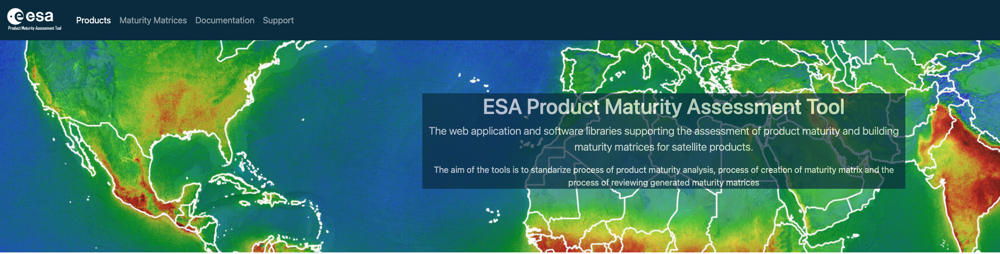 esa
Product Maturity Assessment Tool
Products Maturity Matrices Documentation Support
ESA Product Maturity Assessment Tool
The web application and software libraries supporting the assessment of product maturity and building
maturity matrices for satellite products.
The aim of the tools is to standarize process of product maturity analysis, process of creation of maturity matrix and the
process of reviewing generated maturity matrices